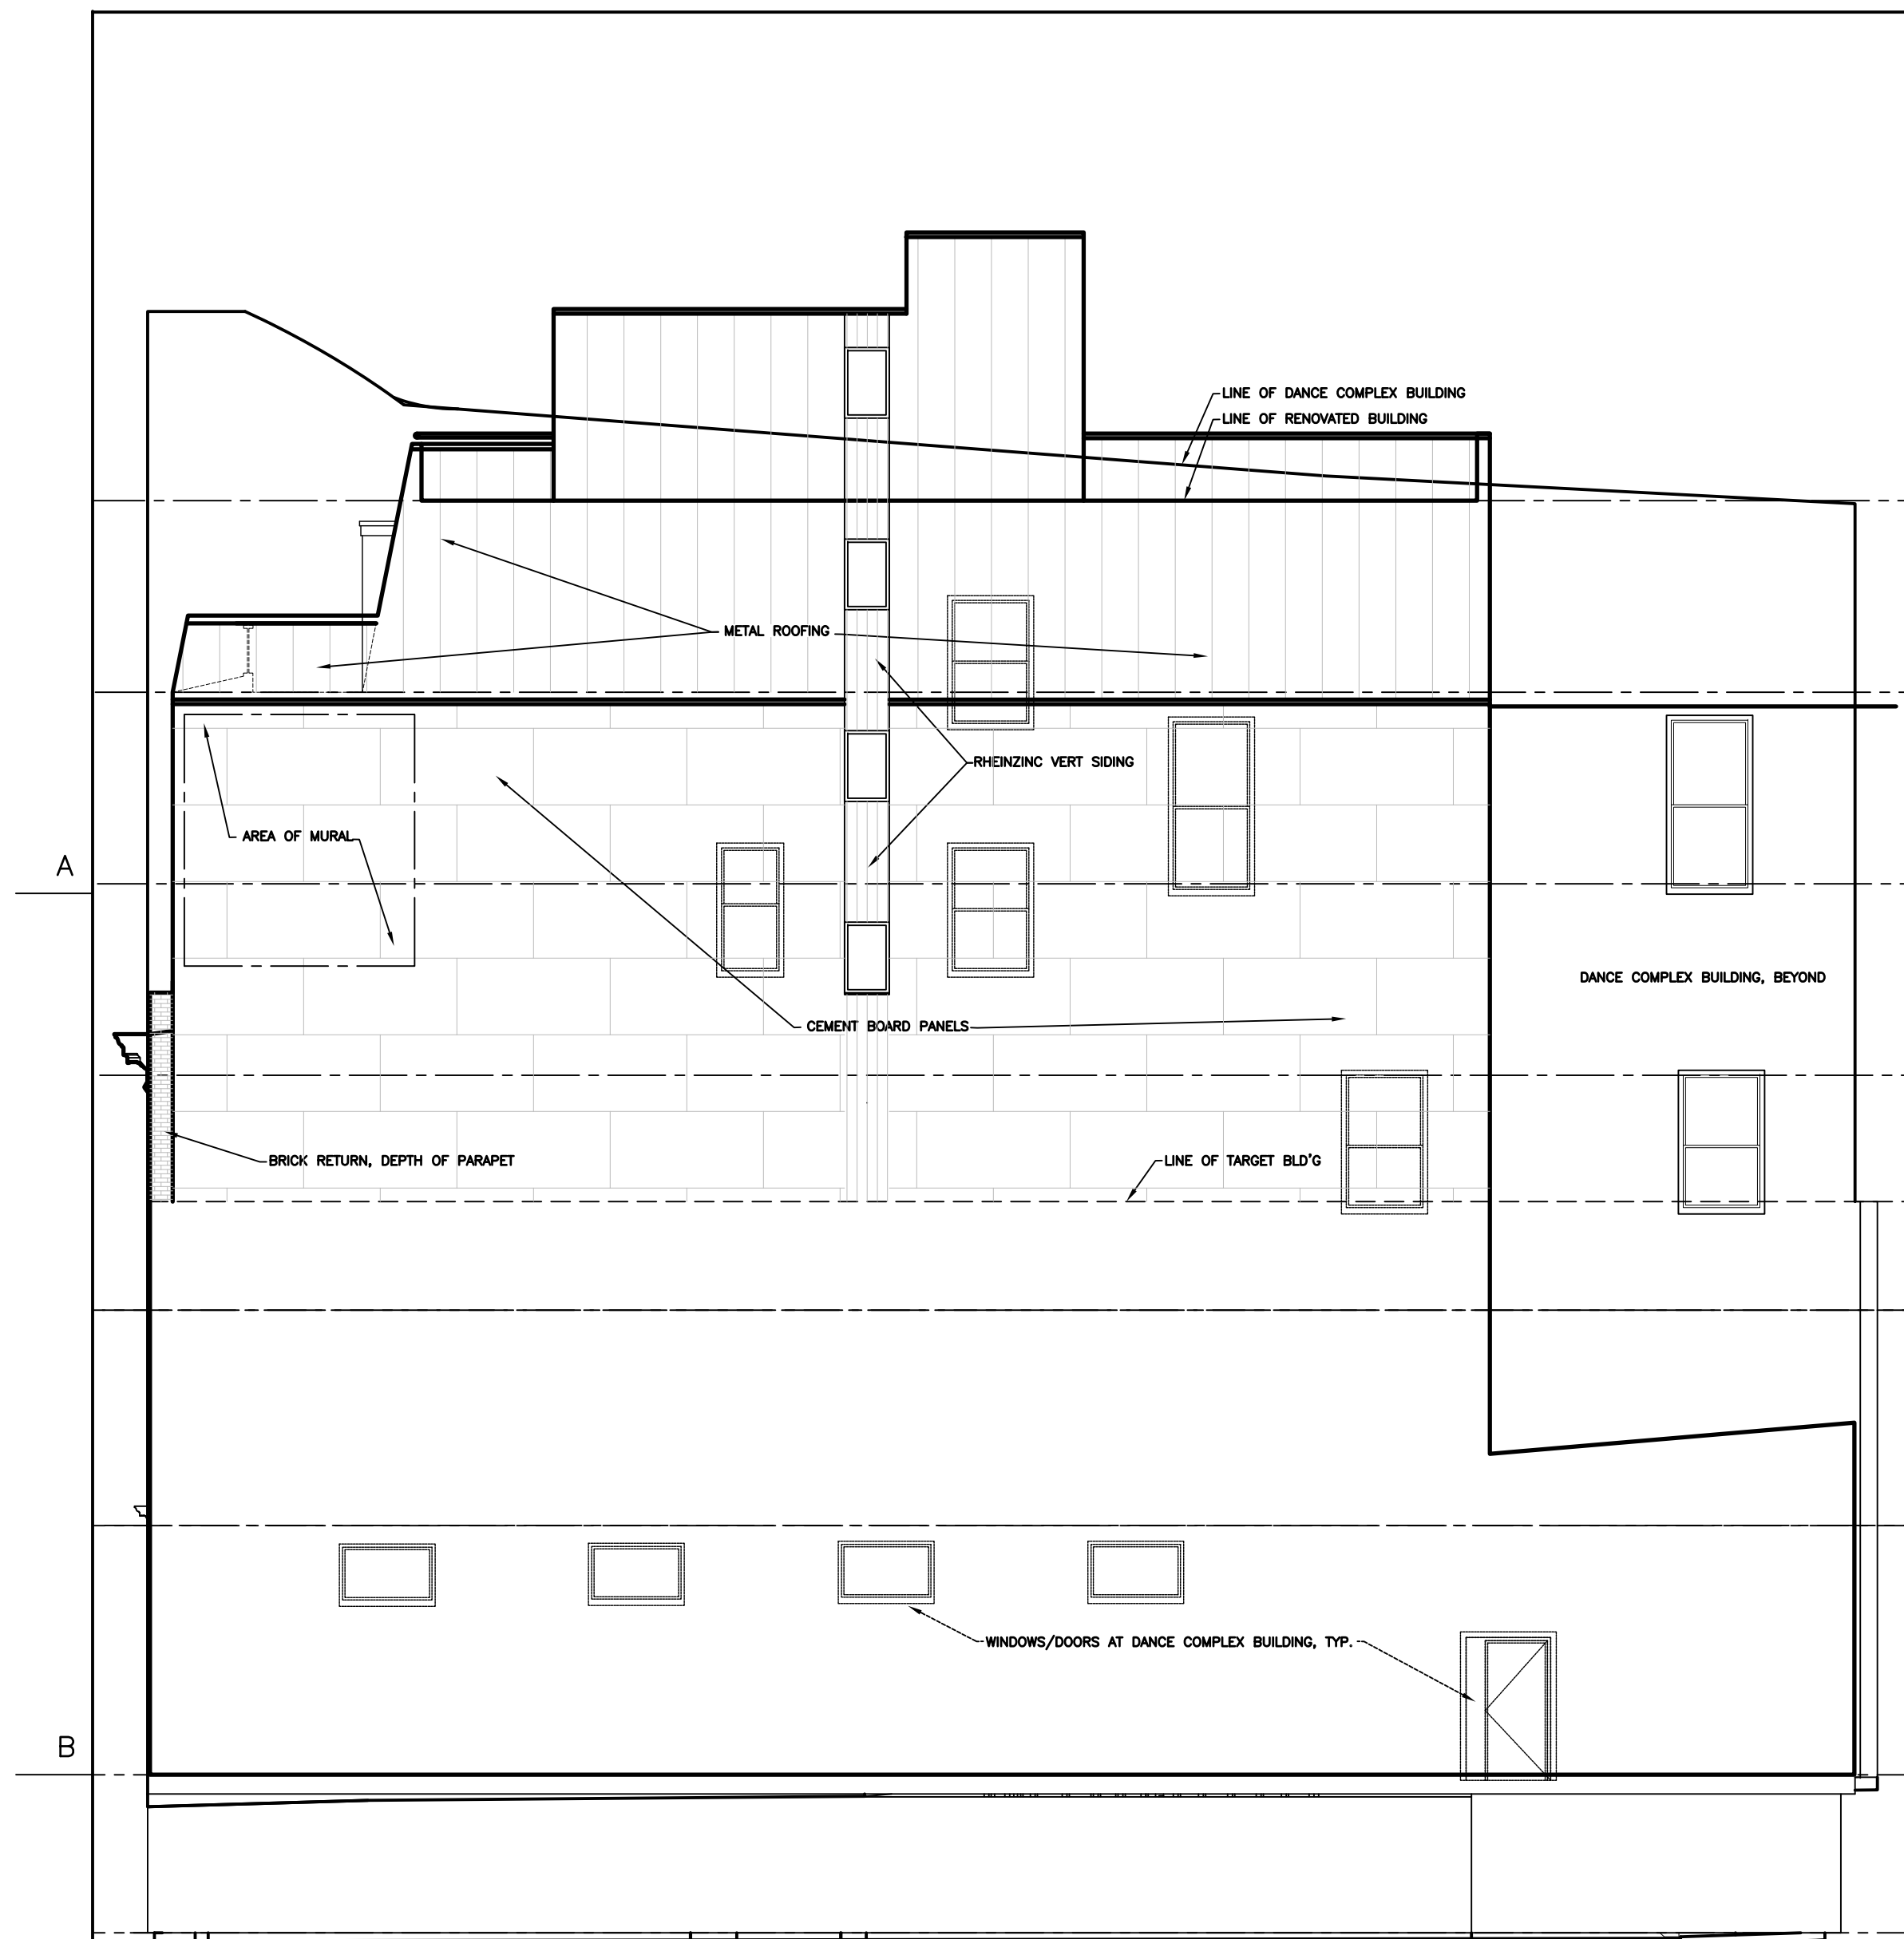 LINE OF DANCE COMPLEX BUILDING
LINE OF RENOVATED BUILDING
METAL ROOFING
RHEINZINC VERT SIDING
AREA OF MURAL
A
DANCE COMPLEX BUILDING, BEYOND
CEMENT BOARD PANELS
BRICK RETURN, DEPTH OF PARAPET
LINE OF TARGET BLD'G
WINDOWS/DOORS AT DANCE COMPLEX BUILDING, TYP.
B